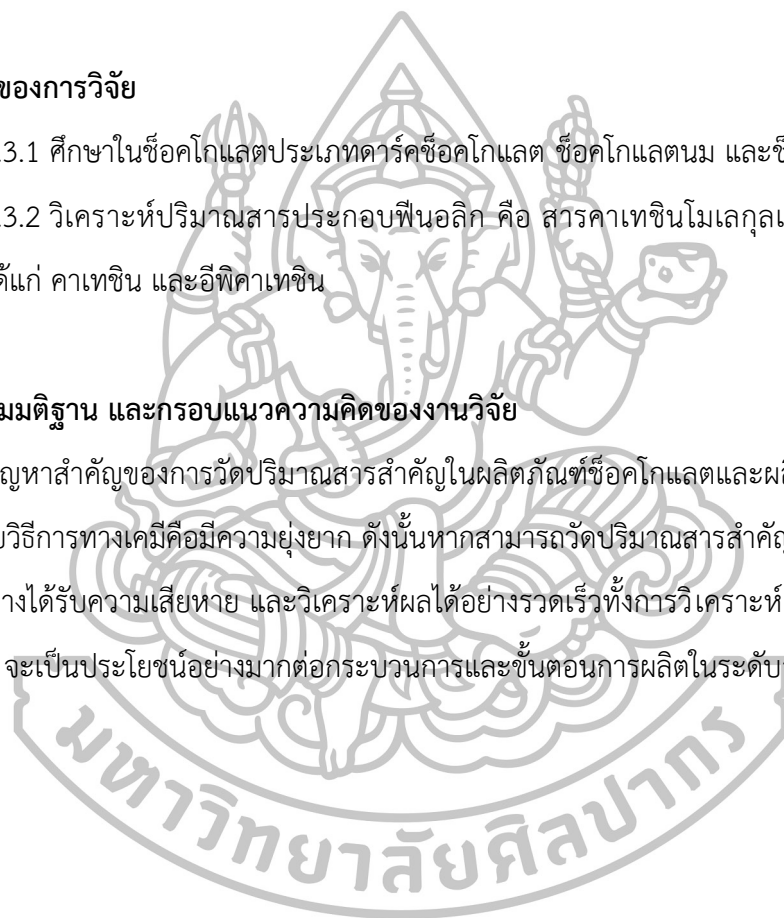 ของการวิจัย
.3.1 ศึกษาในช็อคโกแลตประเภทดาร์คช็อคโกแลต ช็อคโกแลตนม และช็
.3.2 วิเคราะห์ปริมาณสารประกอบฟีนอลิก คือ สารคาเทชินโมเลกุลเ
ด้แก่ คาเทชิน และอีพิคาเทชิน
มมติฐาน และกรอบแนวความคิดของงานวิจัย
ญหาสำคัญของการวัดปริมาณสารสำคัญในผลิตภัณฑ์ช็อคโกแลตและผลิ
วิธีการทางเคมีคือมีความยุ่งยาก ดังนั้นหากสามารถวัดปริมาณสารสำคัญ
างได้รับความเสียหาย และวิเคราะห์ผลได้อย่างรวดเร็วทั้งการวิเคราะห์
จะเป็นประโยชน์อย่างมากต่อกระบวนการและขั้นตอนการผลิตในระดับ
มหาวิทยาลัยศิลปากร